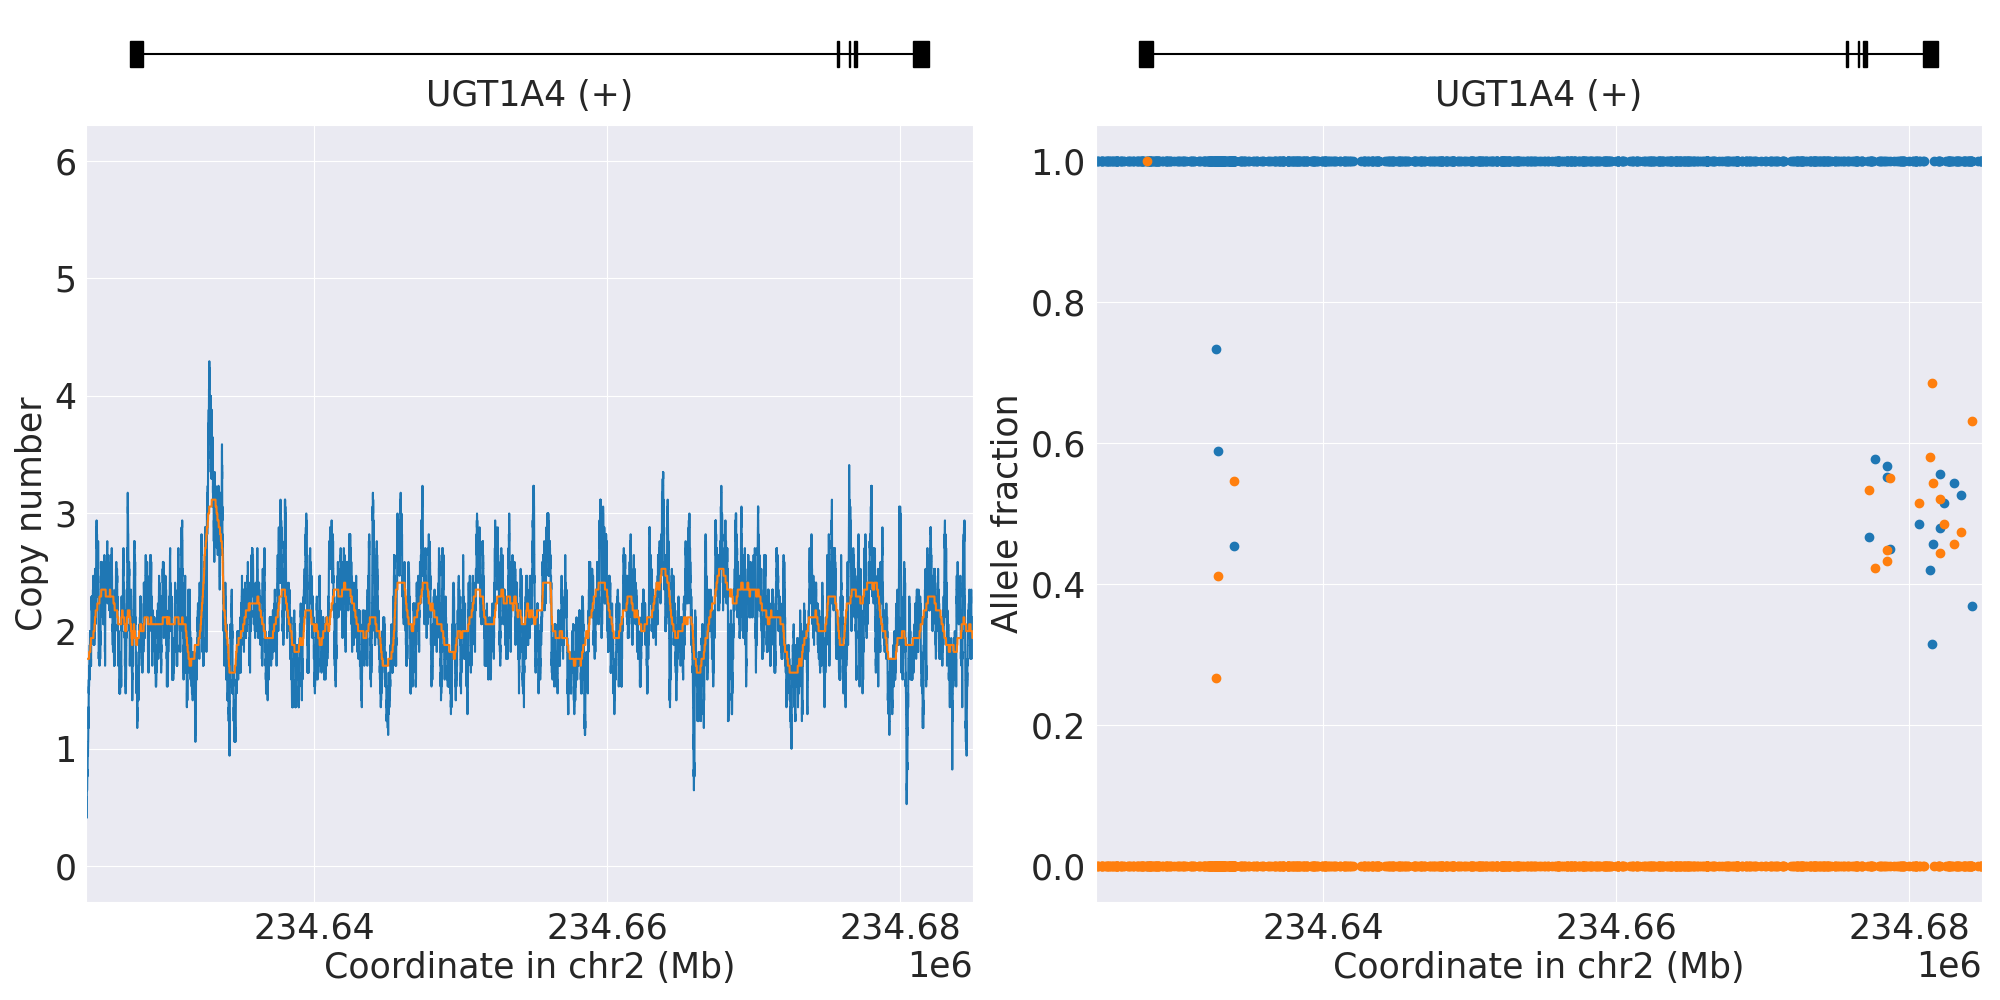 UGT1A4 (+)
6
5
4
3
2
1
0
Copy number
234.64
234.66
234.68
Coordinate in chr2 (Mb)
1e6
UGT1A4 (+)
1.0
0.8
0.6
0.4
0.2
0.0
Allele fraction
234.64
234.66
234.68
Coordinate in chr2 (Mb)
1e6